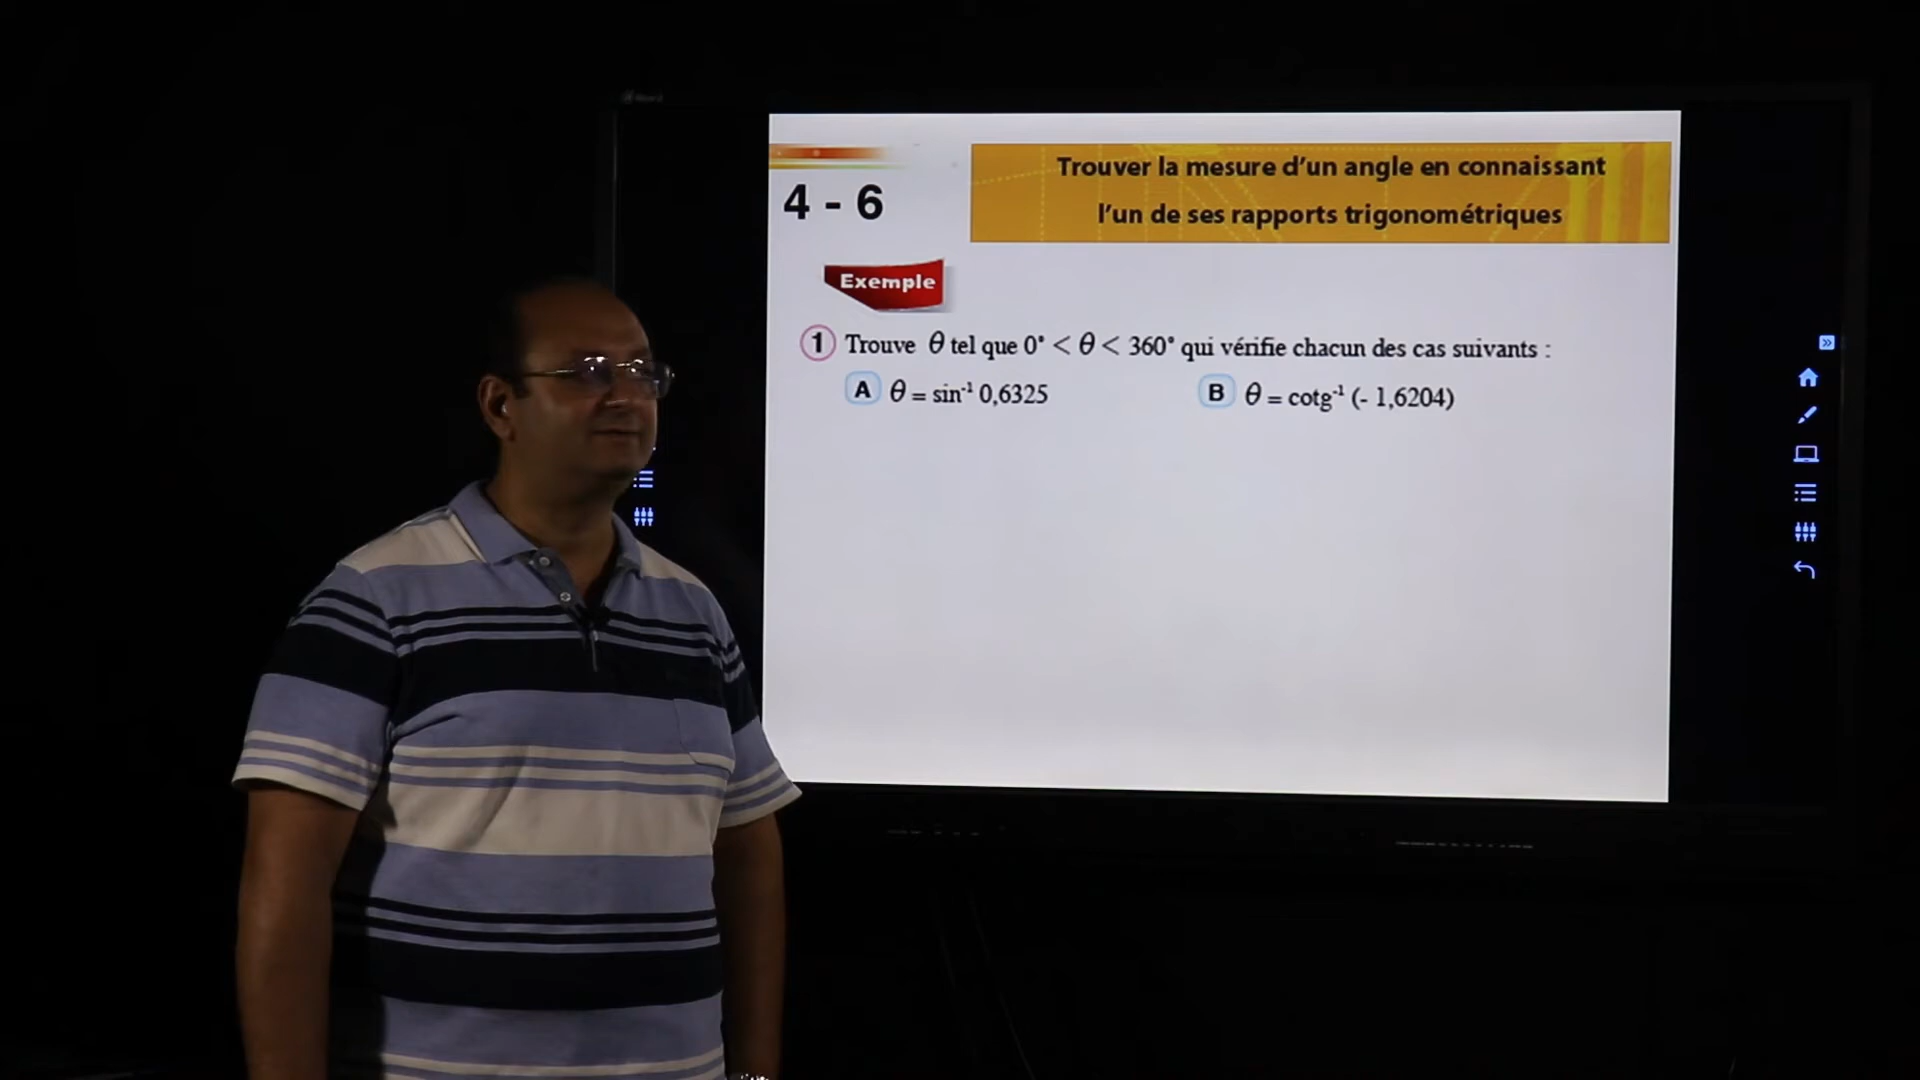 4 - 6
Trouver la mesure d'un angle en connaissant
l'un de ses rapports trigonométriques
Exemple
1 Trouve θ tel que 0° < θ < 360° qui vérifie chacun des cas suivants :
A θ = sin⁻¹ 0,6325
B θ = cotg⁻¹ (- 1,6204)